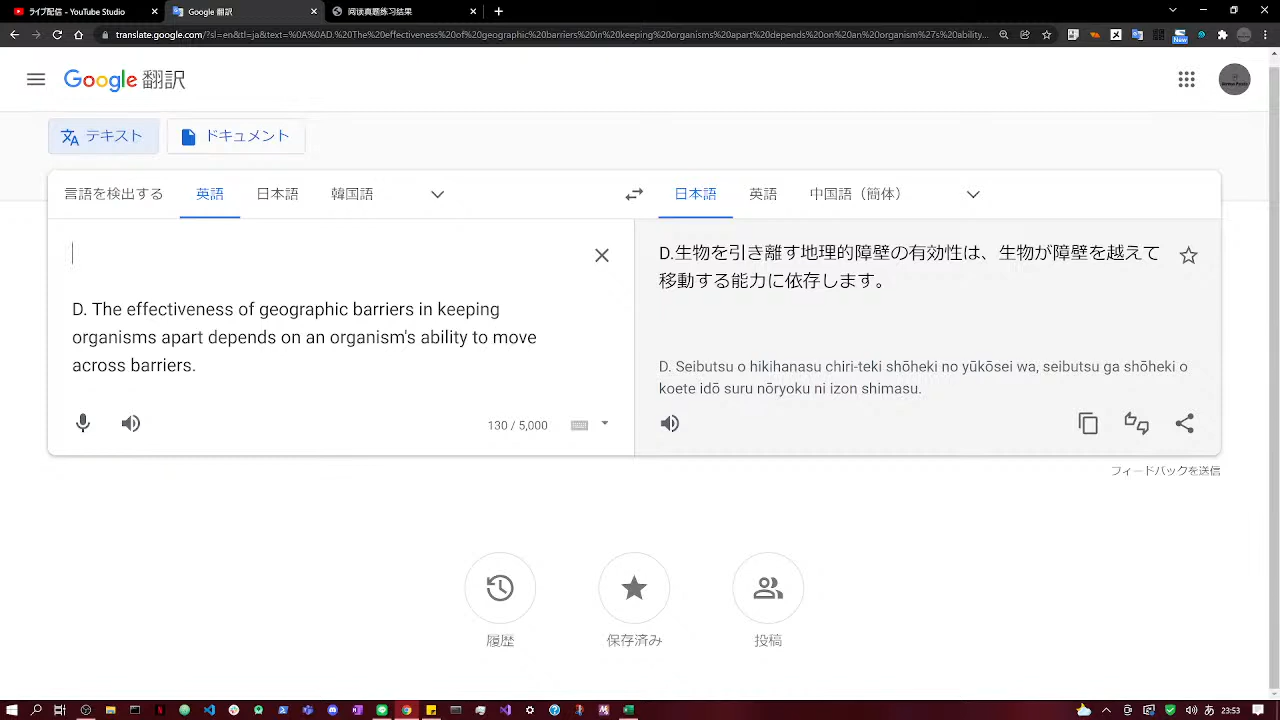 ライブ配信 - YouTube Studio
Google 翻訳
阅读真题练习结果
translate.google.com/?sl=en&tl=ja&text=%0A%0AD.%20The%20effectiveness%20of%20geographic%20barriers%20in%20keeping%20organisms%20apart%20depends%20on%20an%20organism%27s%20ability...
New
Google 翻訳
テキスト
ドキュメント
言語を検出する 英語 日本語 韓国語
日本語 英語 中国語（簡体）
D. The effectiveness of geographic barriers in keeping
organisms apart depends on an organism's ability to move
across barriers.
130 / 5,000
D.生物を引き離す地理的障壁の有効性は、生物が障壁を越えて
移動する能力に依存します。
D. Seibutsu o hikihanasu chiri-teki shōheki no yūkōsei wa, seibutsu ga shōheki o
koete idō suru nōryoku ni izon shimasu.
フィードバックを送信
履歴
保存済み
投稿
23:53